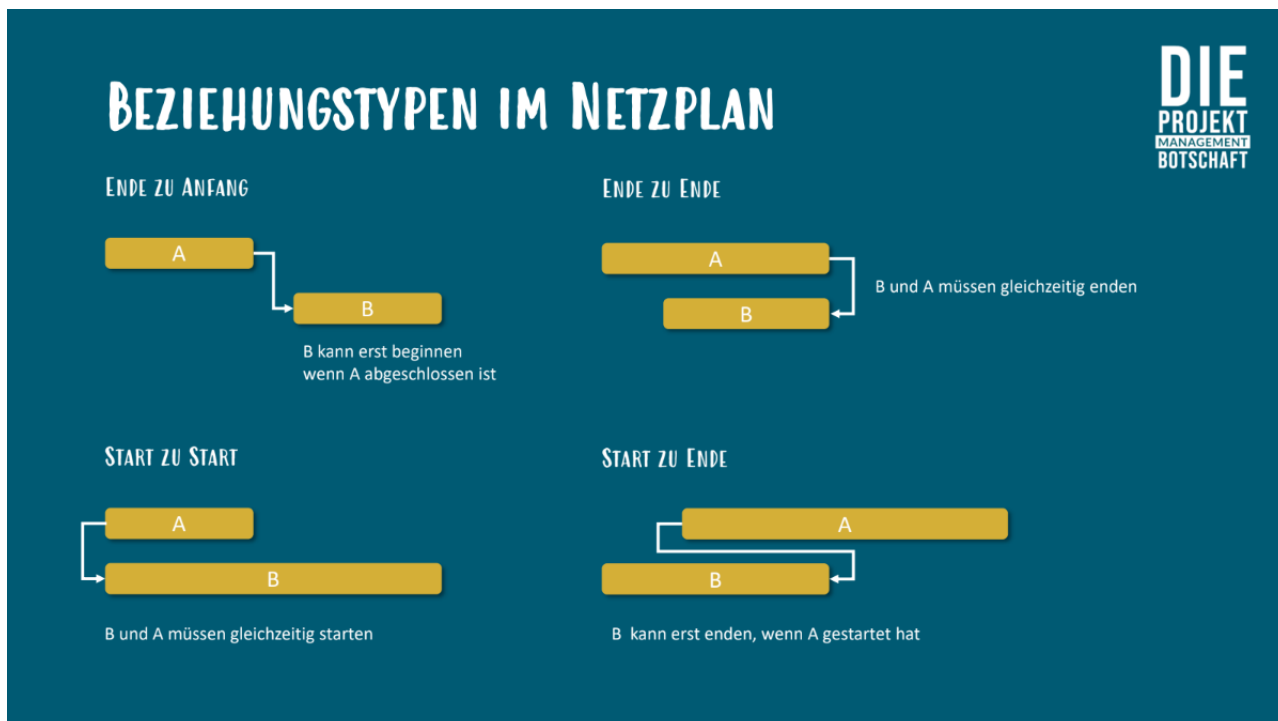 BEZIEHUNGSTYPEN IM NETZPLAN
DIE
PROJEKT
MANAGEMENT
BOTSCHAFT
ENDE ZU ANFANG
A
B
B kann erst beginnen
wenn A abgeschlossen ist
ENDE ZU ENDE
A
B
B und A müssen gleichzeitig enden
START ZU START
A
B
B und A müssen gleichzeitig starten
START ZU ENDE
A
B
B kann erst enden, wenn A gestartet hat